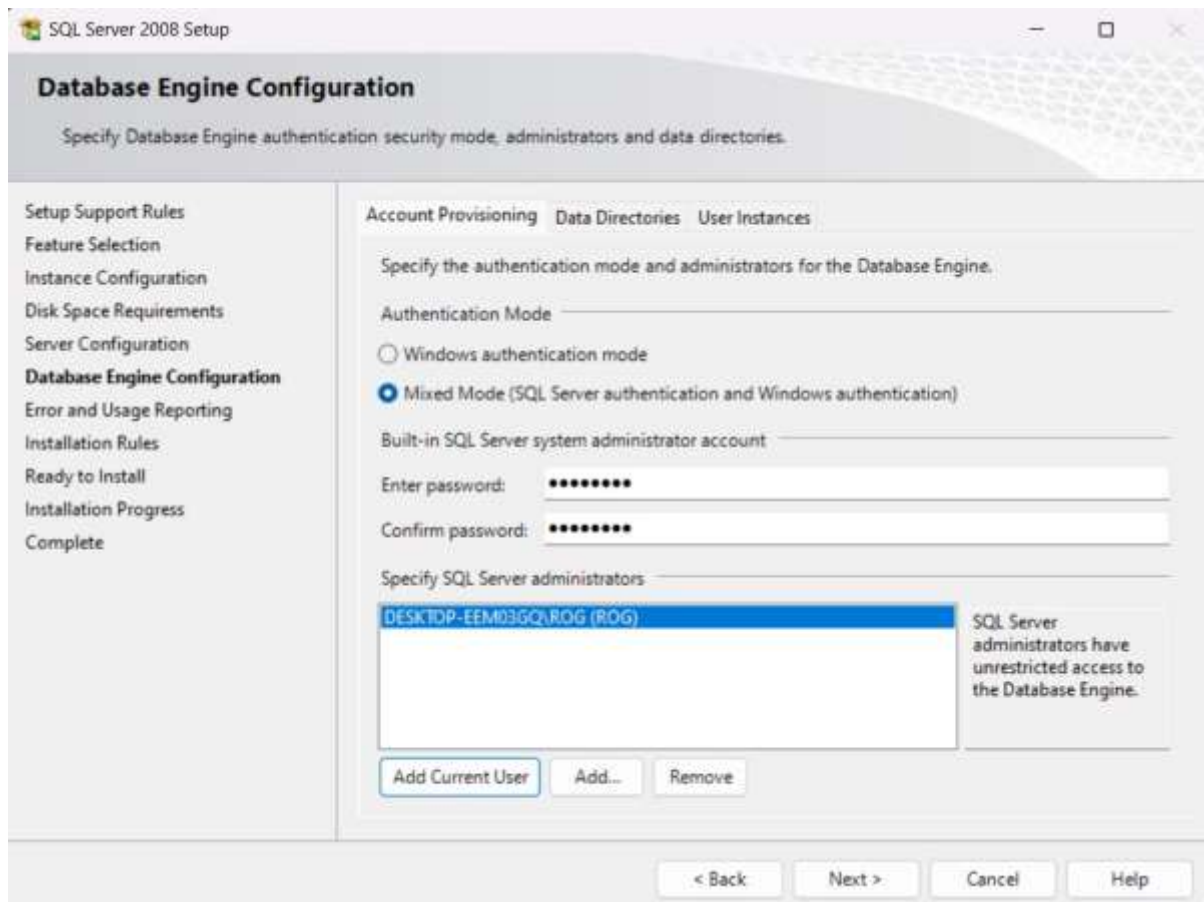 SQL Server 2008 Setup
Database Engine Configuration
Specify Database Engine authentication security mode, administrators and data directories.
Setup Support Rules
Feature Selection
Instance Configuration
Disk Space Requirements
Server Configuration
Database Engine Configuration
Error and Usage Reporting
Installation Rules
Ready to Install
Installation Progress
Complete
Account Provisioning Data Directories User Instances
Specify the authentication mode and administrators for the Database Engine.
Authentication Mode
Windows authentication mode
Mixed Mode (SQL Server authentication and Windows authentication)
Built-in SQL Server system administrator account
Enter password: ●●●●●●●●
Confirm password: ●●●●●●●●
Specify SQL Server administrators
DESKTOP-EEM03GQ\ROG (ROG)
SQL Server
administrators have
unrestricted access to
the Database Engine.
Add Current User Add... Remove
< Back Next > Cancel Help